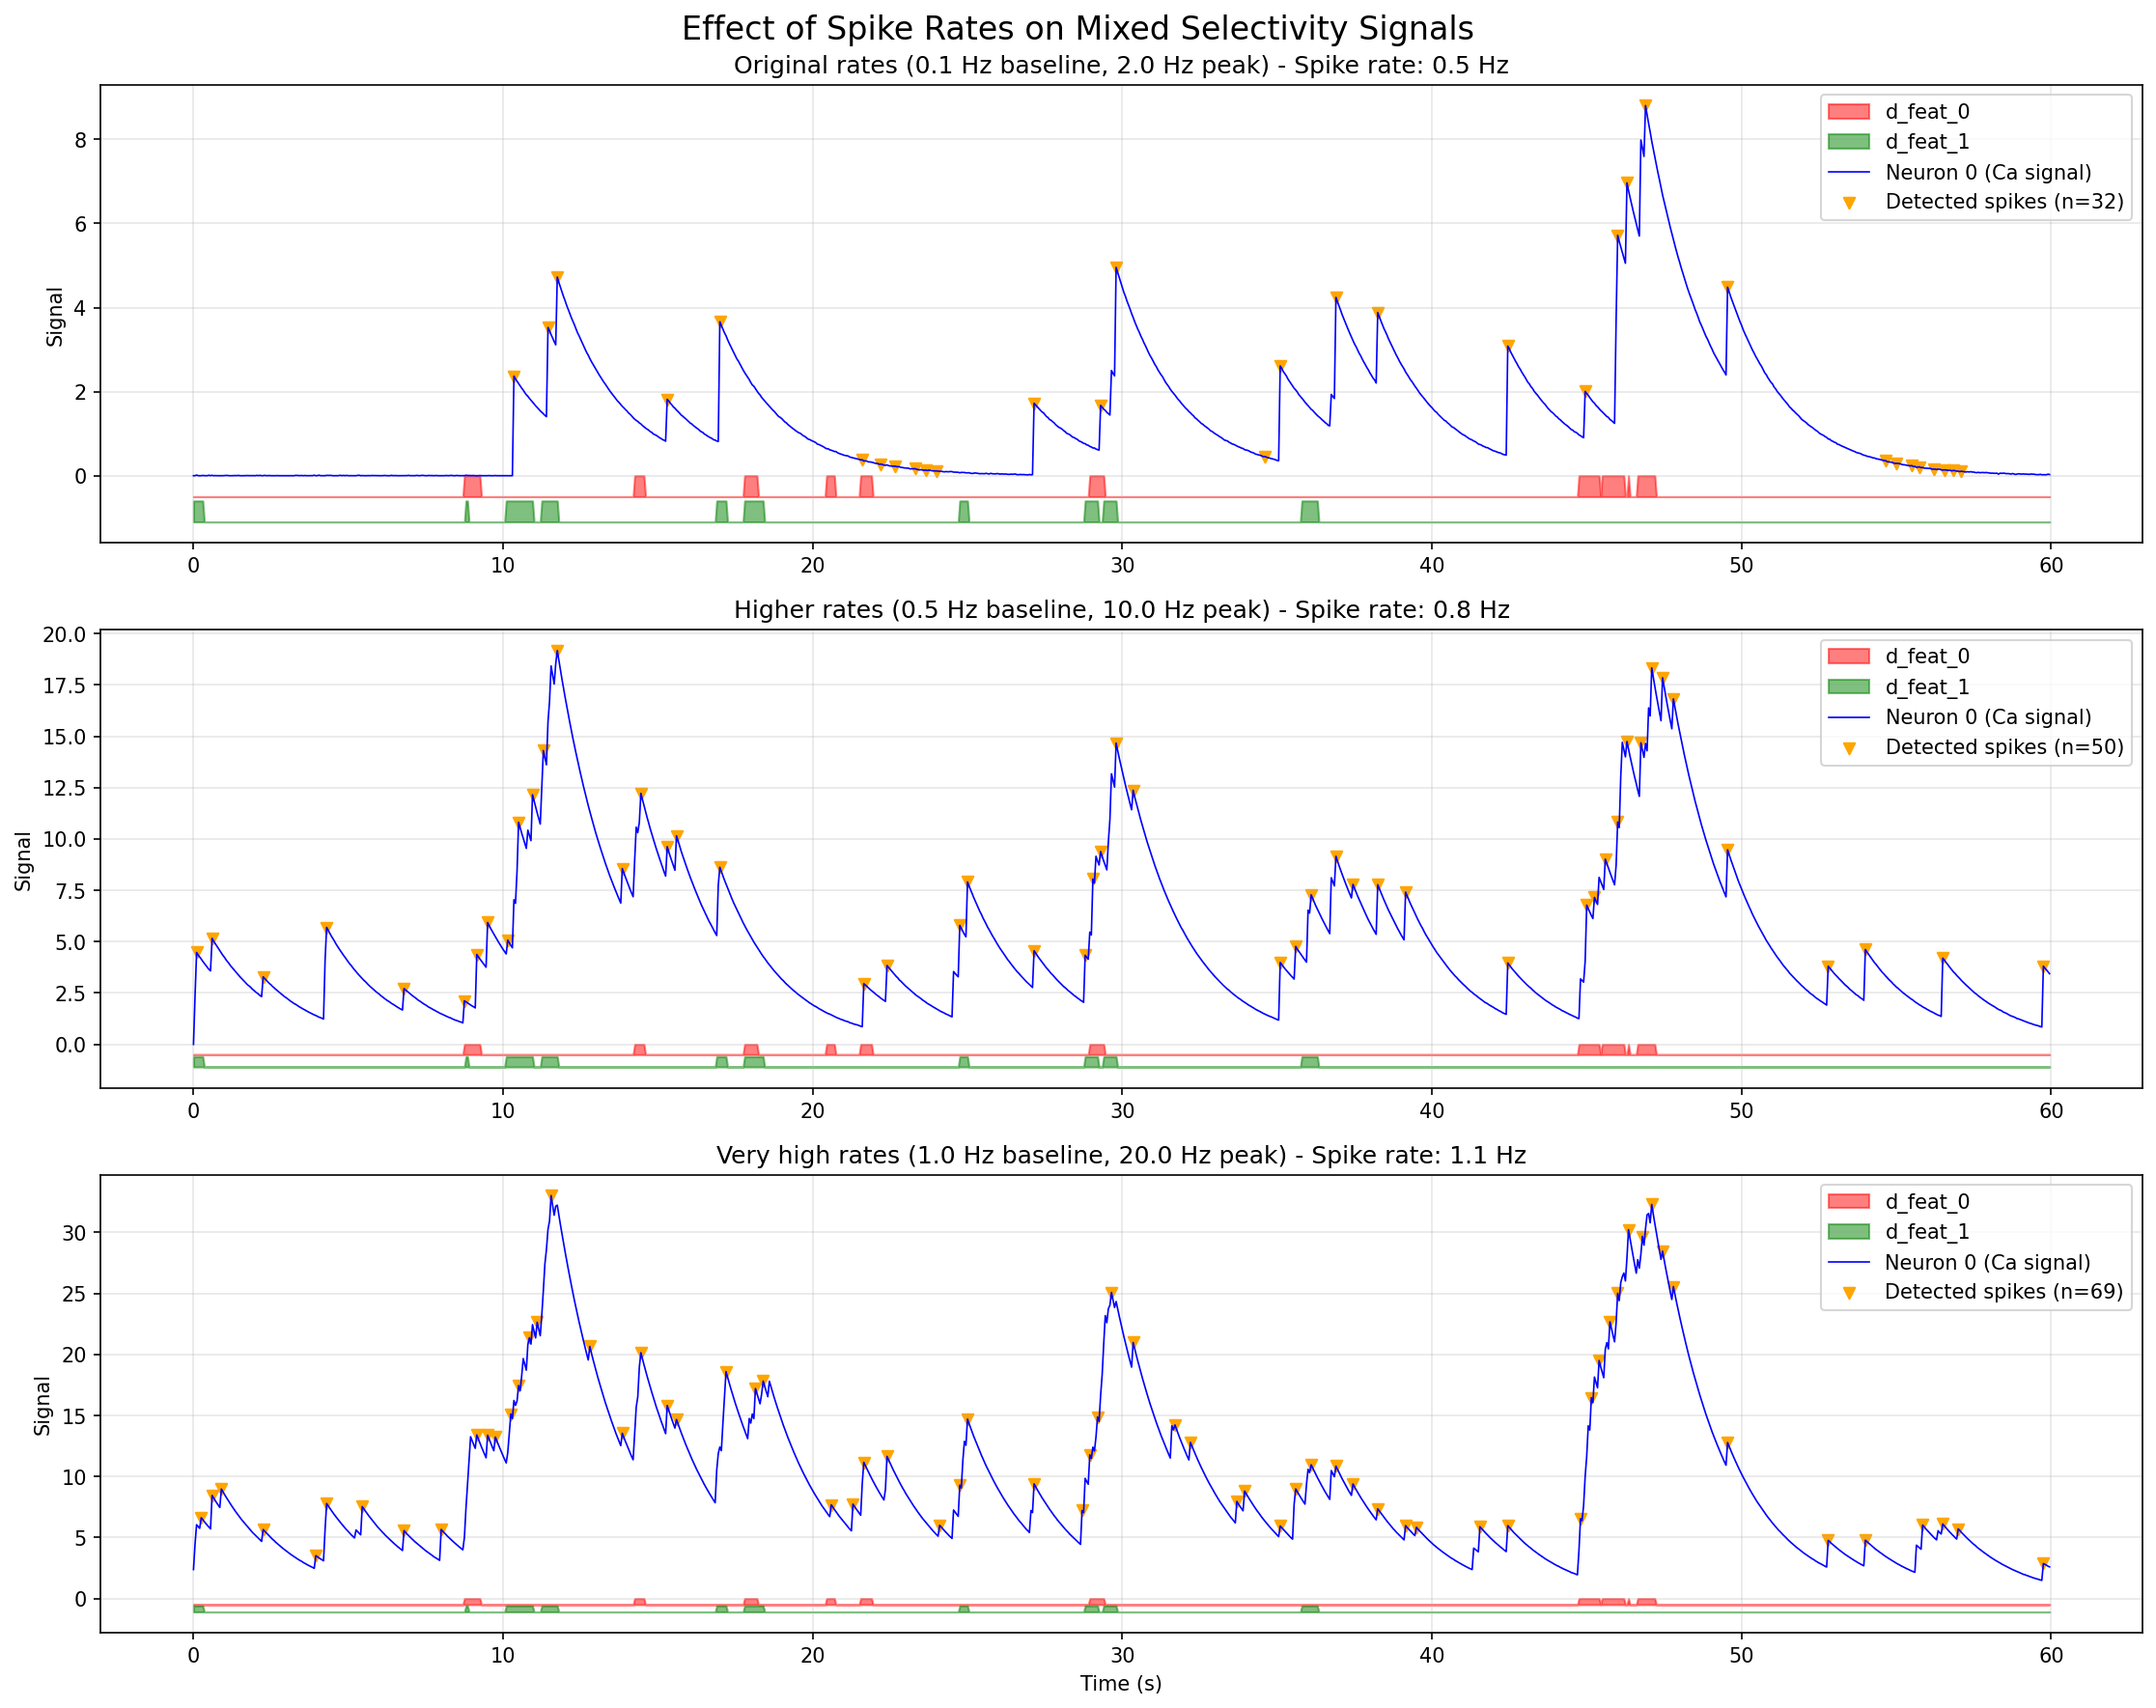 Effect of Spike Rates on Mixed Selectivity Signals
Original rates (0.1 Hz baseline, 2.0 Hz peak) - Spike rate: 0.5 Hz
d_feat_0
d_feat_1
Neuron 0 (Ca signal)
Detected spikes (n=32)
Signal
8
6
4
2
0
0 10 20 30 40 50 60
Higher rates (0.5 Hz baseline, 10.0 Hz peak) - Spike rate: 0.8 Hz
d_feat_0
d_feat_1
Neuron 0 (Ca signal)
Detected spikes (n=50)
Signal
20.0
17.5
15.0
12.5
10.0
7.5
5.0
2.5
0.0
0 10 20 30 40 50 60
Very high rates (1.0 Hz baseline, 20.0 Hz peak) - Spike rate: 1.1 Hz
d_feat_0
d_feat_1
Neuron 0 (Ca signal)
Detected spikes (n=69)
Signal
30
25
20
15
10
5
0
0 10 20 30 40 50 60
Time (s)